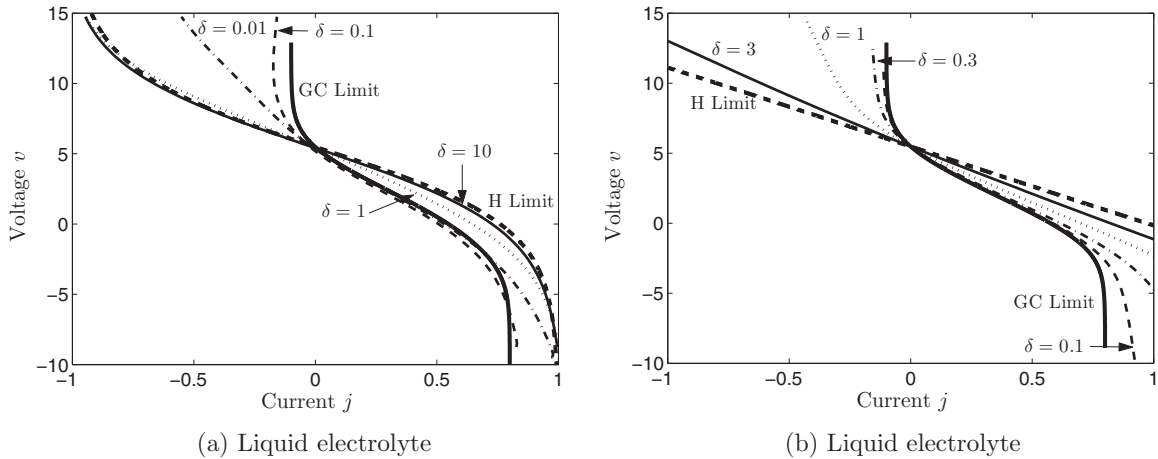 15
10
5
0
−5
−10
−1
−0.5
0
0.5
1
Voltage v
Current j
δ = 0.01
δ = 0.1
GC Limit
δ = 10
H Limit
δ = 1
(a) Liquid electrolyte
15
10
5
0
−5
−10
−1
−0.5
0
0.5
1
Voltage v
Current j
δ = 3
δ = 1
δ = 0.3
H Limit
GC Limit
δ = 0.1
(b) Liquid electrolyte